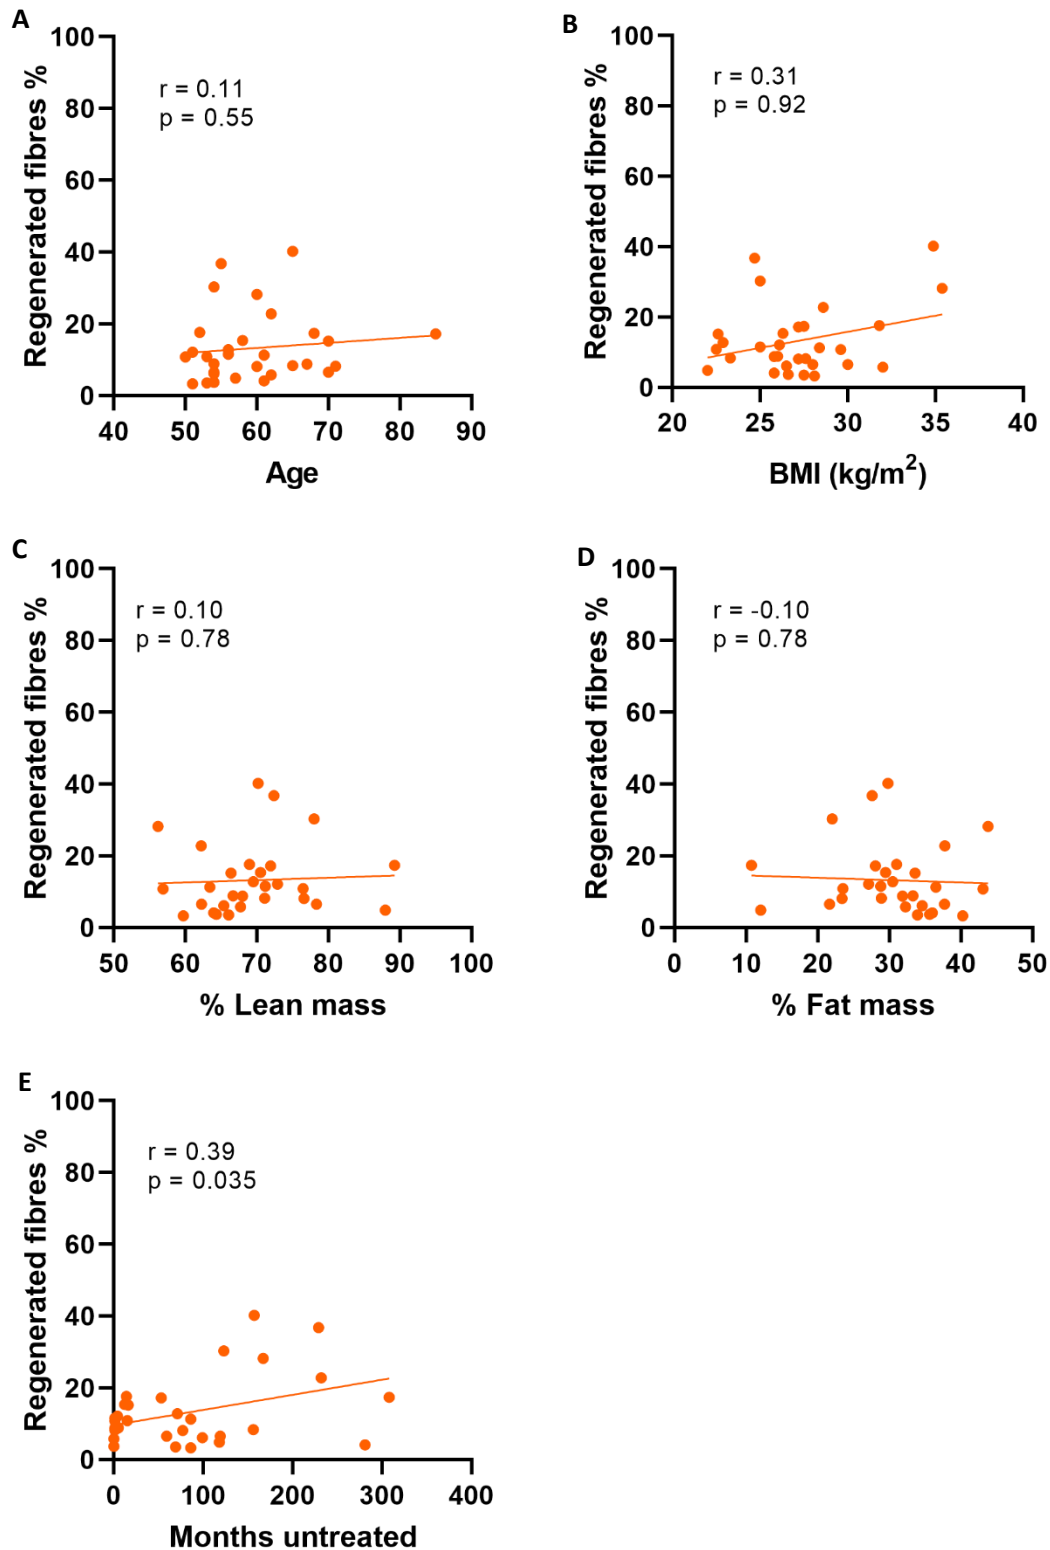 A
Regenerated fibres %
100
80
60
40
20
0
r = 0.11
p = 0.55
40 50 60 70 80 90
Age
B
Regenerated fibres %
100
80
60
40
20
0
r = 0.31
p = 0.92
20 25 30 35 40
BMI (kg/m²)
C
Regenerated fibres %
100
80
60
40
20
0
r = 0.10
p = 0.78
50 60 70 80 90 100
% Lean mass
D
Regenerated fibres %
100
80
60
40
20
0
r = -0.10
p = 0.78
0 10 20 30 40 50
% Fat mass
E
Regenerated fibres %
100
80
60
40
20
0
r = 0.39
p = 0.035
0 100 200 300 400
Months untreated